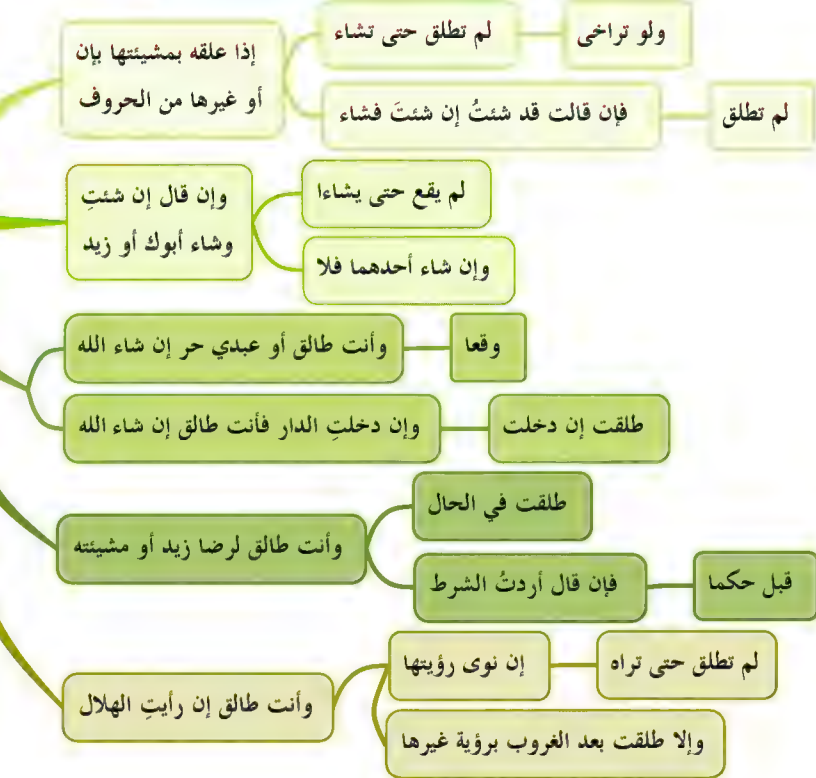 إذا علقه بمشيئتها بإن
أو غيرها من الحروف
لم تطلق حتى تشاء
ولو تراخى
فإن قالت قد شئتُ إن شئتَ فشاء
لم تطلق
وإن قال إن شئتِ
وشاء أبوك أو زيد
لم يقع حتى يشاءا
وإن شاء أحدهما فلا
وأنت طالق أو عبدي حر إن شاء الله
وقعا
وإن دخلتِ الدار فأنت طالق إن شاء الله
طلقت إن دخلت
وأنت طالق لرضا زيد أو مشيئته
طلقت في الحال
فإن قال أردتُ الشرط
قبل حكما
وأنت طالق إن رأيتِ الهلال
إن نوى رؤيتها
لم تطلق حتى تراه
وإلا طلقت بعد الغروب برؤية غيرها